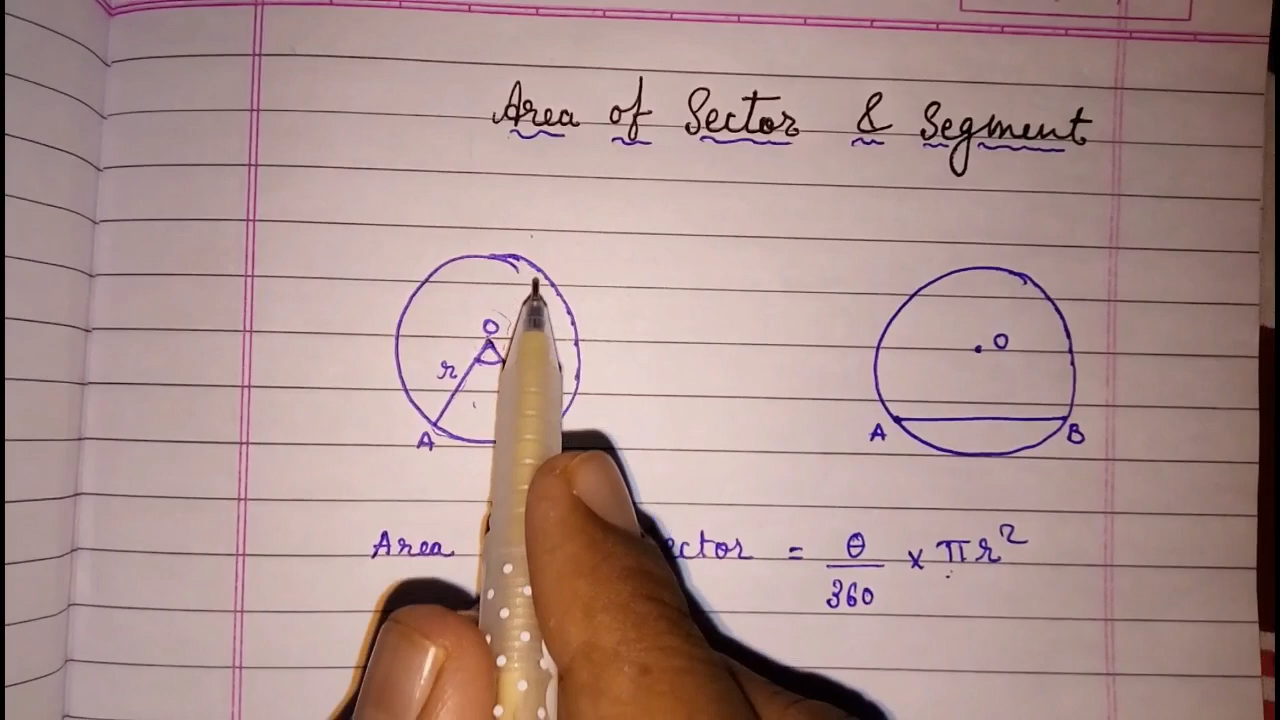 Area of Sector & Segment
O
r
A
O
A
B
Area ector = θ/360 × πr²